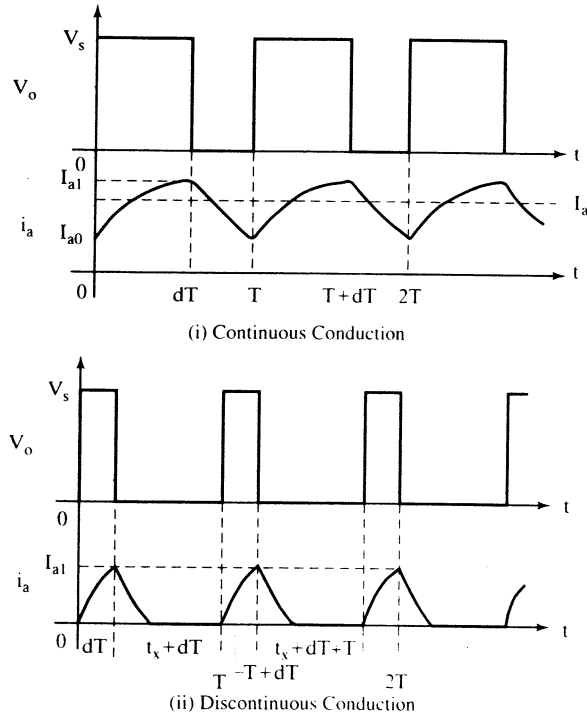 V_s
V_o
0
t
I_a1
I_a
i_a
I_a0
0
t
dT T T + dT 2T
(i) Continuous Conduction
V_s
V_o
0
t
I_a1
i_a
0
t
dT t_x + dT t_x + dT + T
T T + dT 2T
(ii) Discontinuous Conduction